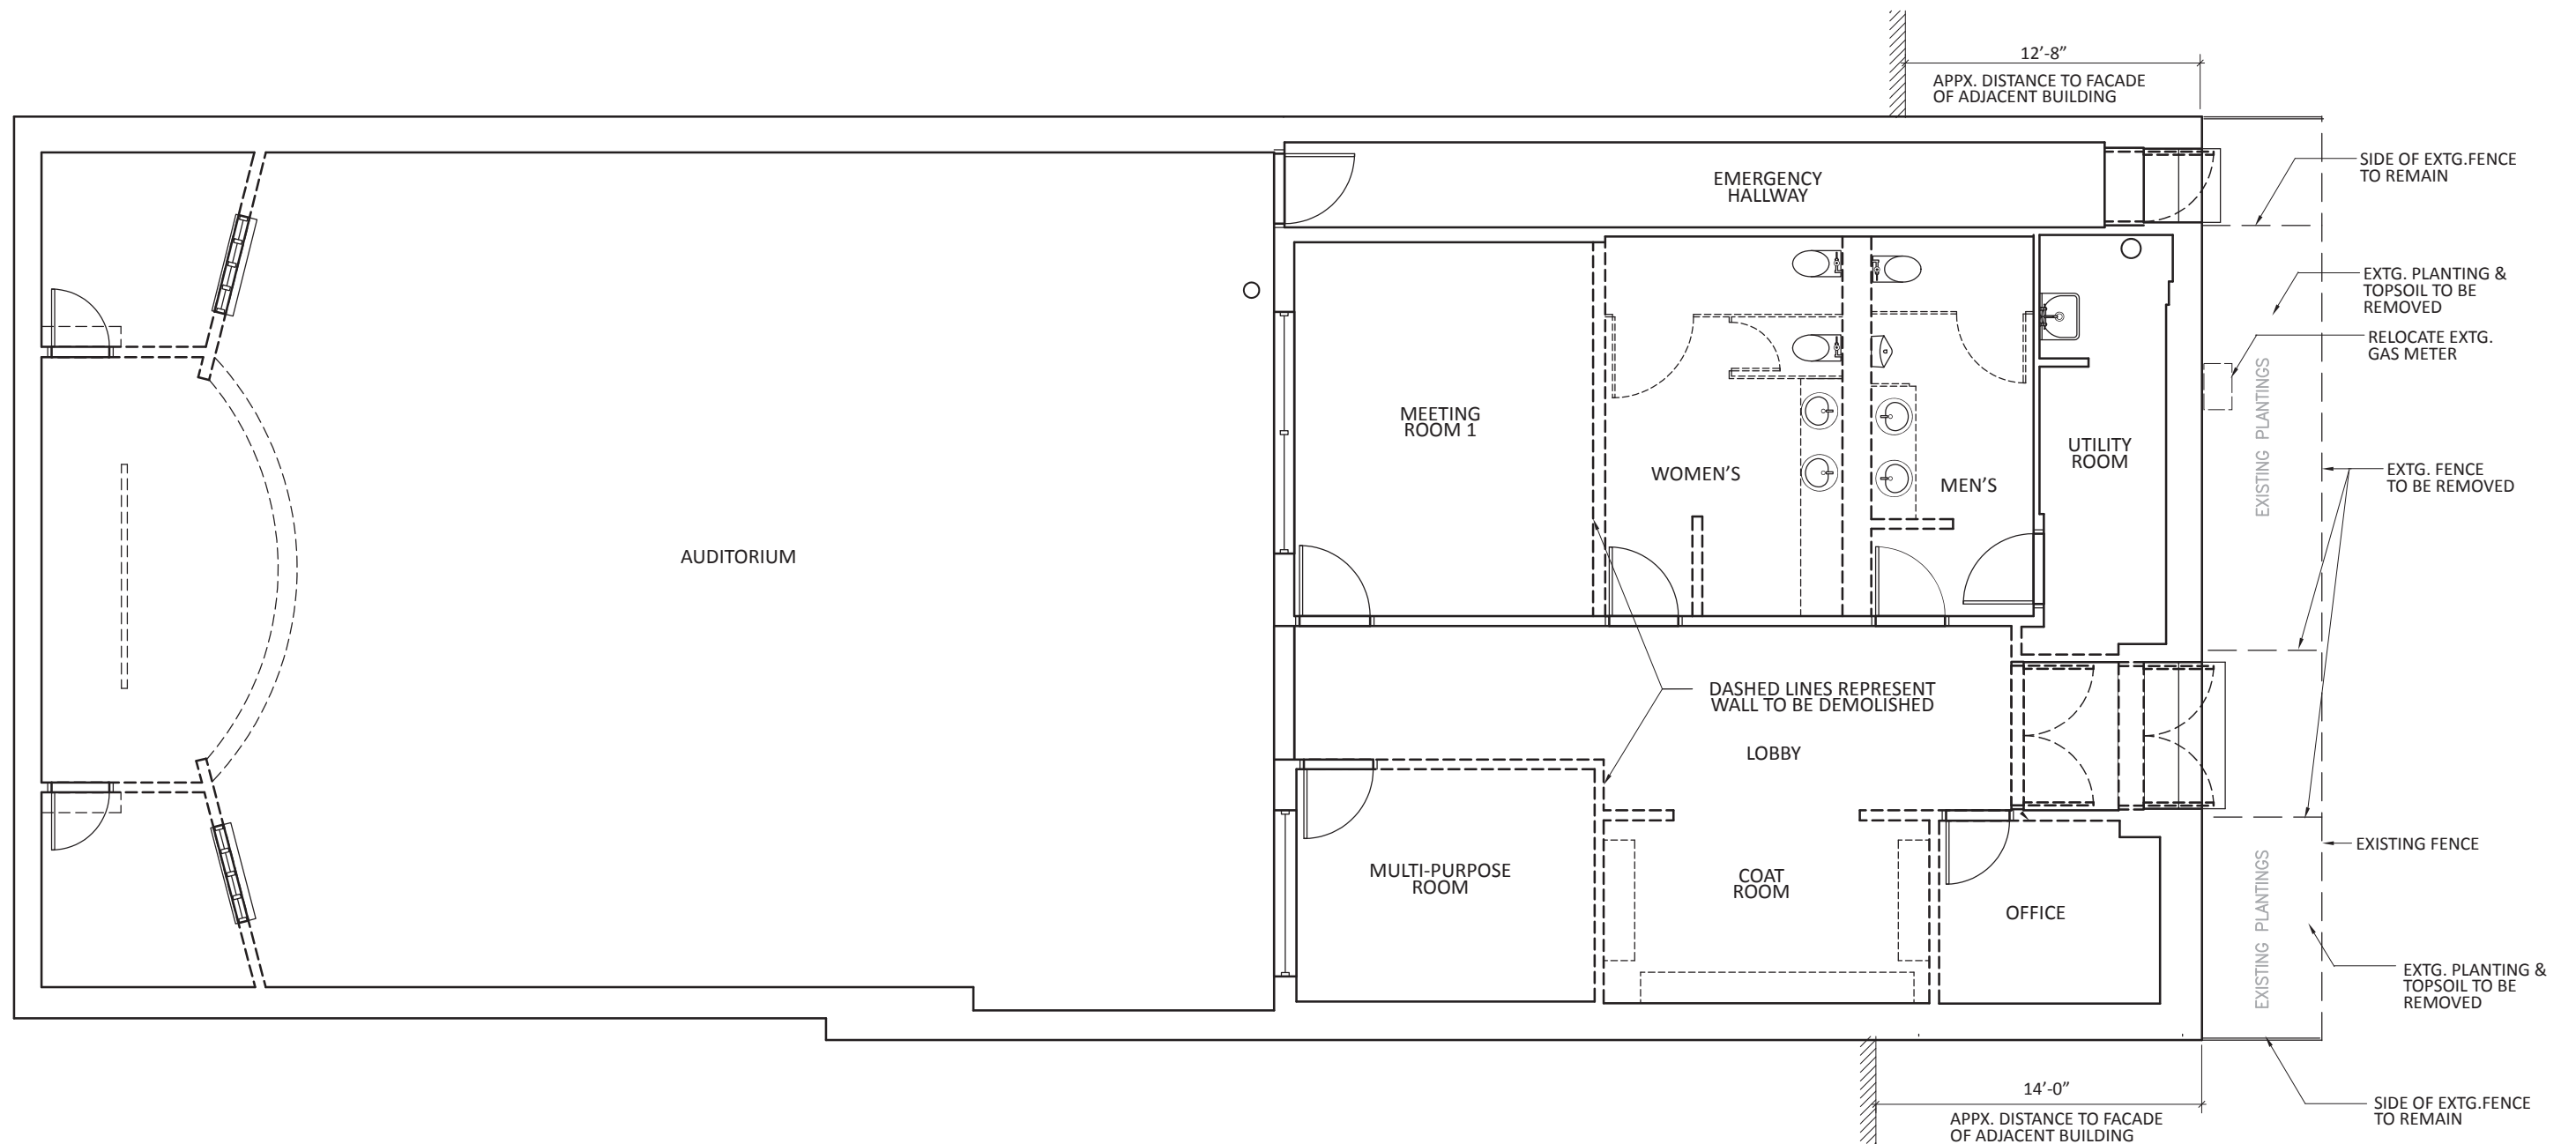 12'-8”
APPX. DISTANCE TO FACADE
OF ADJACENT BUILDING
SIDE OF EXTG.FENCE
TO REMAIN
EMERGENCY
HALLWAY
EXTG. PLANTING &
TOPSOIL TO BE
REMOVED
RELOCATE EXTG.
GAS METER
EXISTING PLANTINGS
MEETING
ROOM 1
WOMEN'S
MEN'S
UTILITY
ROOM
EXTG. FENCE
TO BE REMOVED
AUDITORIUM
DASHED LINES REPRESENT
WALL TO BE DEMOLISHED
LOBBY
EXISTING FENCE
MULTI-PURPOSE
ROOM
COAT
ROOM
OFFICE
EXISTING PLANTINGS
EXTG. PLANTING &
TOPSOIL TO BE
REMOVED
14'-0”
APPX. DISTANCE TO FACADE
OF ADJACENT BUILDING
SIDE OF EXTG.FENCE
TO REMAIN